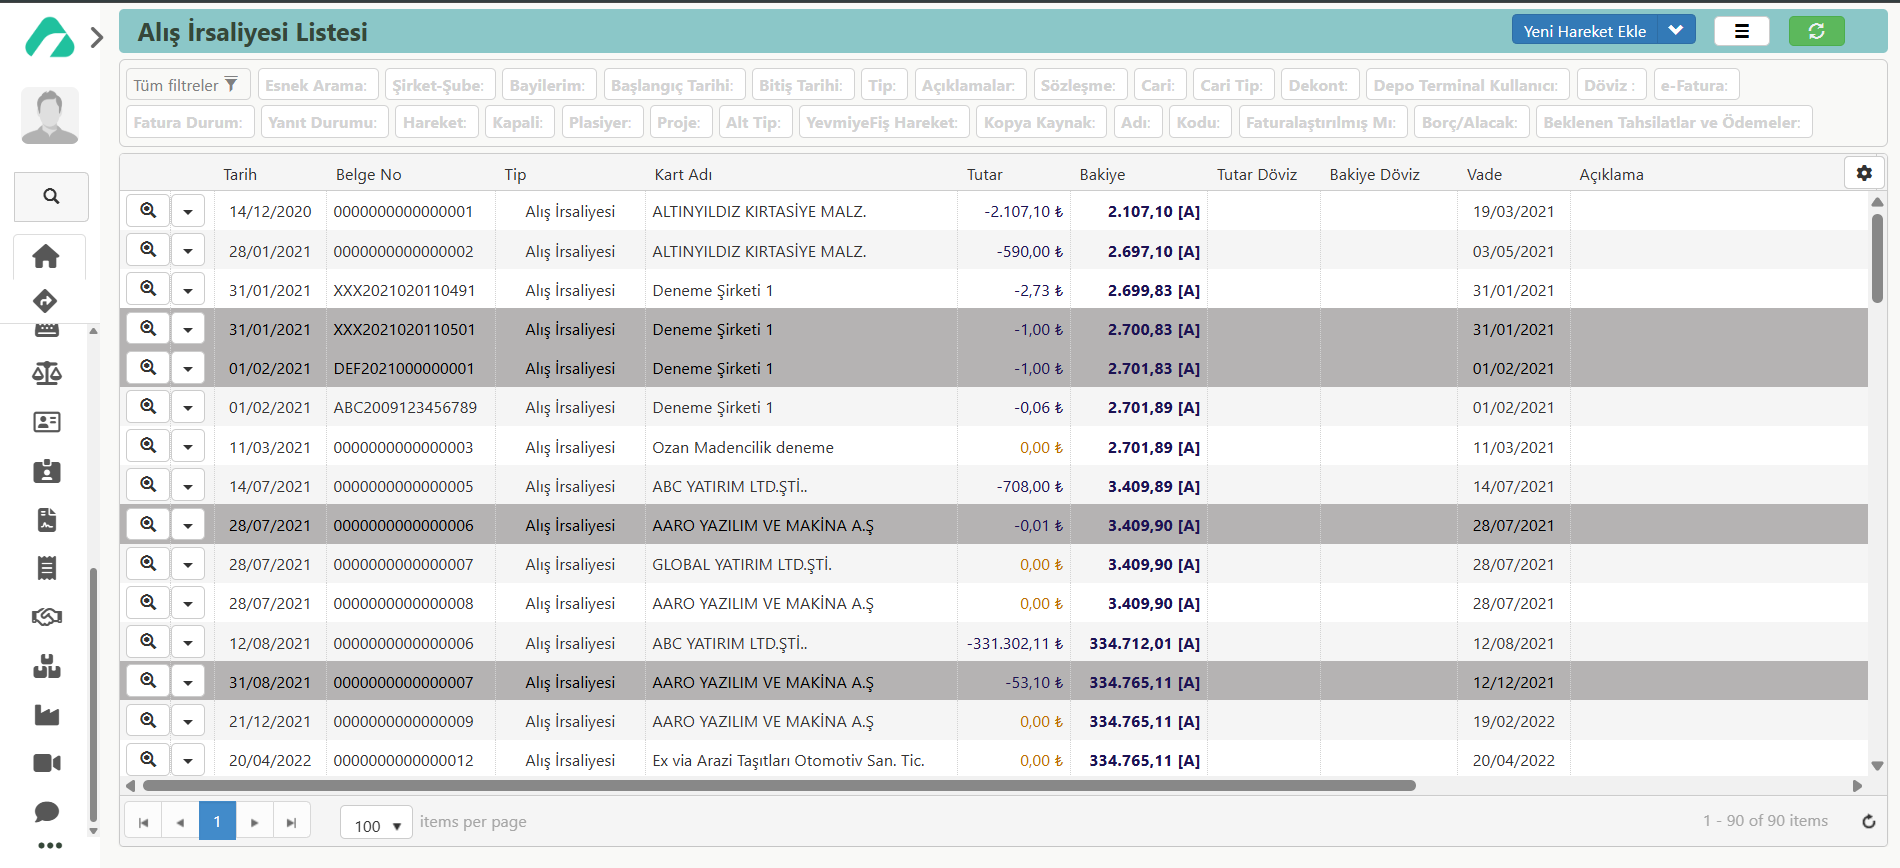 Alış İrsaliyesi Listesi
Yeni Hareket Ekle
Tüm filtreler Esnek Arama: Şirket-Şube: Bayilerim: Başlangıç Tarihi: Bitiş Tarihi: Tip: Açıklamalar: Sözleşme: Cari: Cari Tip: Dekont: Depo Terminal Kullanıcı: Döviz : e-Fatura:
Fatura Durum: Yanıt Durumu: Hareket: Kapali: Plasiyer: Proje: Alt Tip: YevmiyeFiş Hareket: Kopya Kaynak: Adı: Kodu: Faturalaştırılmış Mı: Borç/Alacak: Beklenen Tahsilatlar ve Ödemeler:
Tarih Belge No Tip Kart Adı Tutar Bakiye Tutar Döviz Bakiye Döviz Vade Açıklama
14/12/2020 0000000000000001 Alış İrsaliyesi ALTINYILDIZ KIRTASİYE MALZ. -2.107,10 ₺ 2.107,10 [A] 19/03/2021
28/01/2021 0000000000000002 Alış İrsaliyesi ALTINYILDIZ KIRTASİYE MALZ. -590,00 ₺ 2.697,10 [A] 03/05/2021
31/01/2021 XXX2021020110491 Alış İrsaliyesi Deneme Şirketi 1 -2,73 ₺ 2.699,83 [A] 31/01/2021
31/01/2021 XXX2021020110501 Alış İrsaliyesi Deneme Şirketi 1 -1,00 ₺ 2.700,83 [A] 31/01/2021
01/02/2021 DEF2021000000001 Alış İrsaliyesi Deneme Şirketi 1 -1,00 ₺ 2.701,83 [A] 01/02/2021
01/02/2021 ABC2009123456789 Alış İrsaliyesi Deneme Şirketi 1 -0,06 ₺ 2.701,89 [A] 01/02/2021
11/03/2021 0000000000000003 Alış İrsaliyesi Ozan Madencilik deneme 0,00 ₺ 2.701,89 [A] 11/03/2021
14/07/2021 0000000000000005 Alış İrsaliyesi ABC YATIRIM LTD.ŞTİ.. -708,00 ₺ 3.409,89 [A] 14/07/2021
28/07/2021 0000000000000006 Alış İrsaliyesi AARO YAZILIM VE MAKİNA A.Ş -0,01 ₺ 3.409,90 [A] 28/07/2021
28/07/2021 0000000000000007 Alış İrsaliyesi GLOBAL YATIRIM LTD.ŞTİ. 0,00 ₺ 3.409,90 [A] 28/07/2021
28/07/2021 0000000000000008 Alış İrsaliyesi AARO YAZILIM VE MAKİNA A.Ş 0,00 ₺ 3.409,90 [A] 28/07/2021
12/08/2021 0000000000000006 Alış İrsaliyesi ABC YATIRIM LTD.ŞTİ.. -331.302,11 ₺ 334.712,01 [A] 12/08/2021
31/08/2021 0000000000000007 Alış İrsaliyesi AARO YAZILIM VE MAKİNA A.Ş -53,10 ₺ 334.765,11 [A] 12/12/2021
21/12/2021 0000000000000009 Alış İrsaliyesi AARO YAZILIM VE MAKİNA A.Ş 0,00 ₺ 334.765,11 [A] 19/02/2022
20/04/2022 0000000000000012 Alış İrsaliyesi Ex via Arazi Taşıtları Otomotiv San. Tic. 0,00 ₺ 334.765,11 [A] 20/04/2022
1 100 items per page 1 - 90 of 90 items